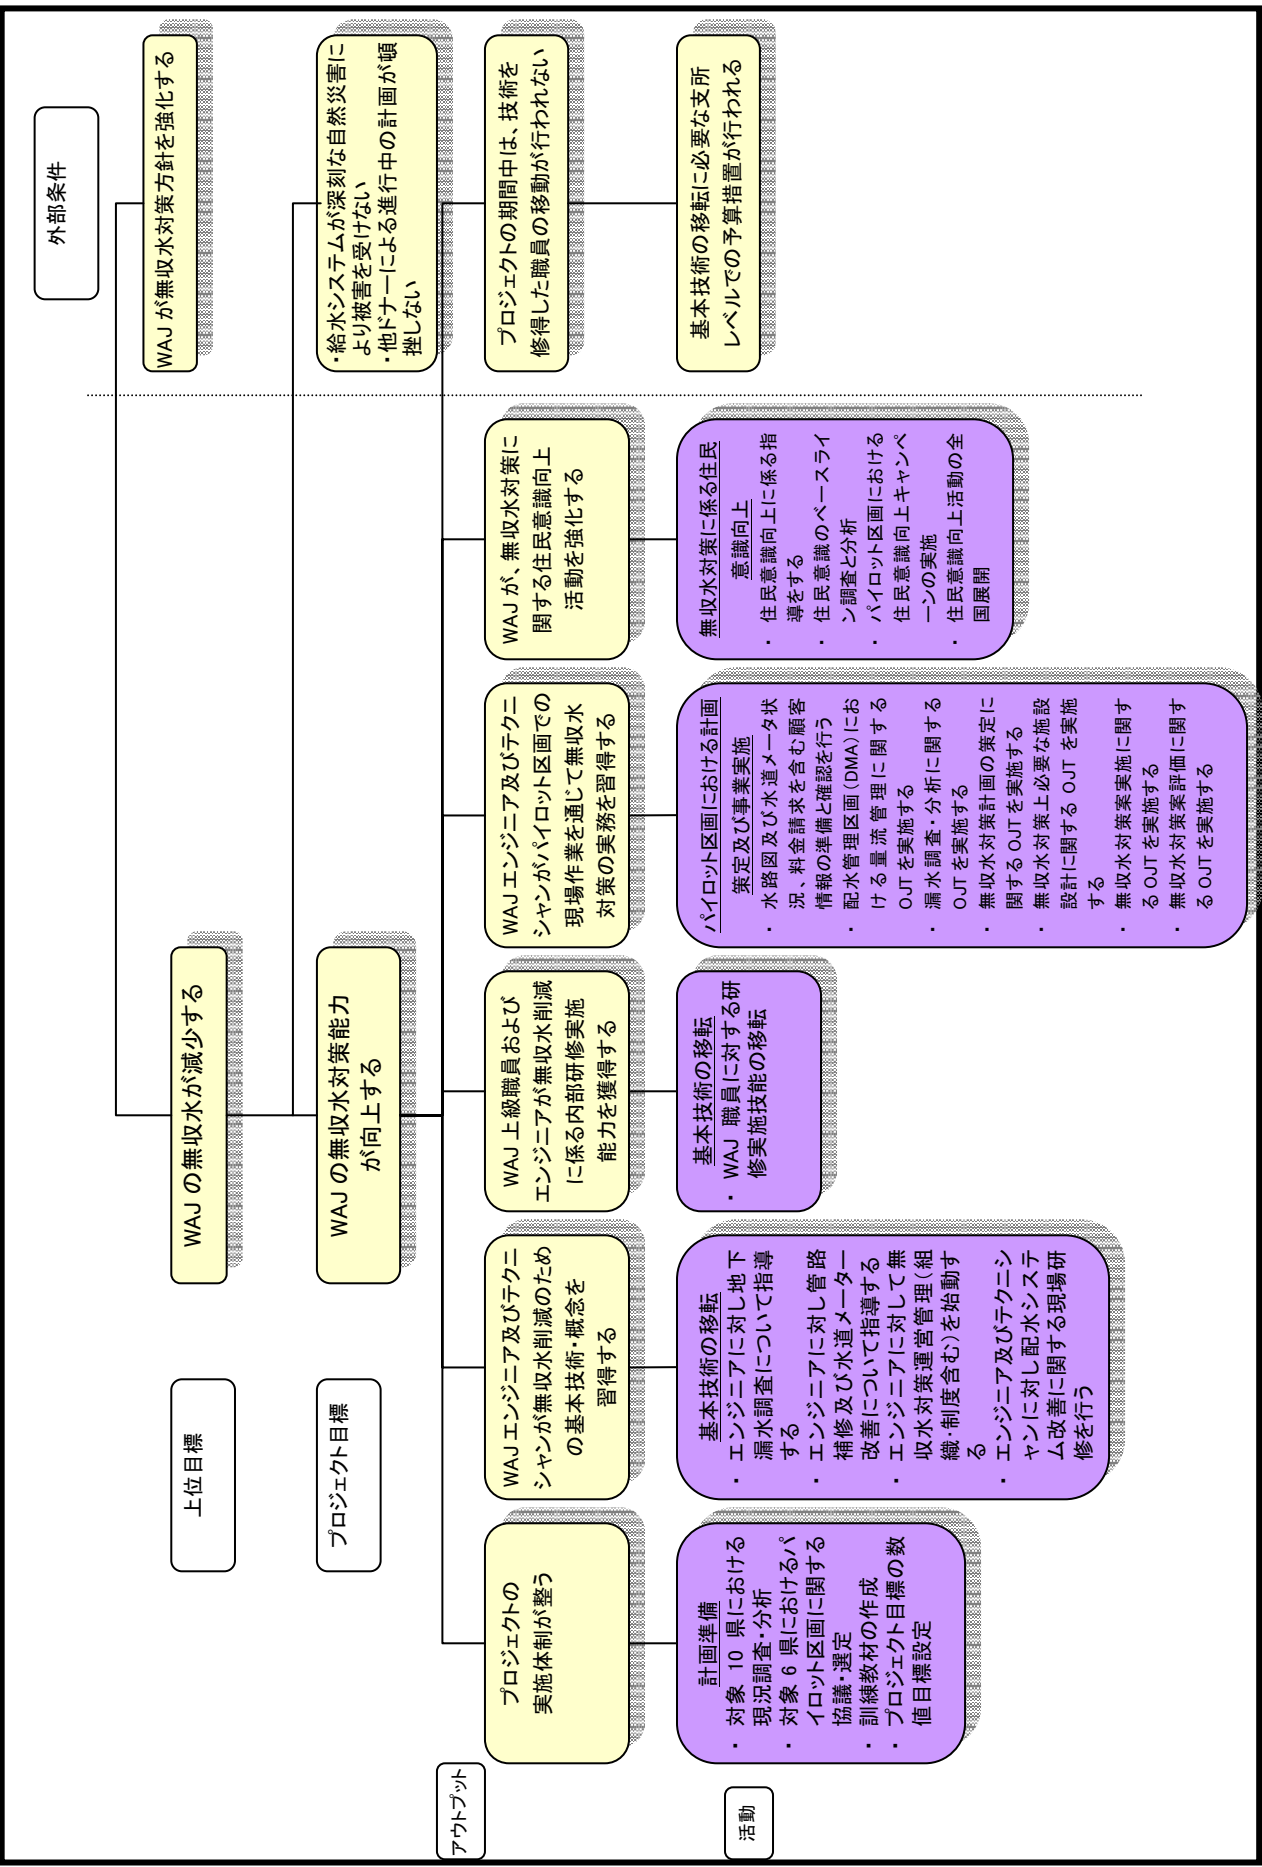 外部条件
上位目標
WAJ の無収水が減少する
WAJ が無収水対策方針を強化する
プロジェクト目標
WAJ の無収水対策能力
が向上する
・給水システムが深刻な自然災害に
より被害を受けない
・他ドナーによる進行中の計画が頓
挫しない
アウトプット
プロジェクトの
実施体制が整う
WAJ エンジニア及びテクニ
シャンが無収水削減のため
の基本技術・概念を
習得する
WAJ 上級職員および
エンジニアが無収水削減
に係る内部研修実施
能力を獲得する
WAJ エンジニア及びテクニ
シャンがパイロット区画での
現場作業を通じて無収水
対策の実務を習得する
WAJ が、無収水対策に
関する住民意識向上
活動を強化する
プロジェクトの期間中は、技術を
修得した職員の移動が行われない
活動
計画準備
・ 対象 10 県における
現況調査・分析
・ 対象 6 県におけるパ
イロット区画に関する
協議・選定
・ 訓練教材の作成
・ プロジェクト目標の数
値目標設定
基本技術の移転
・ エンジニアに対し地下
漏水調査について指導
する
・ エンジニアに対し管路
補修及び水道メーター
改善について指導する
・ エンジニアに対して無
収水対策運営管理（組
織・制度含む）を始動す
る
・ エンジニア及びテクニシ
ャンに対し配水システ
ム改善に関する現場研
修を行う
基本技術の移転
・ WAJ 職員に対する研
修実施技能の移転
パイロット区画における計画
策定及び事業実施
・ 水路図及び水道メータ状
況、料金請求を含む顧客
情報の準備と確認を行う
・ 配水管理区画（DMA）にお
ける量流管理に関する
OJT を実施する
・ 漏水調査・分析に関する
OJT を実施する
・ 無収水対策計画の策定に
関する OJT を実施する
・ 無収水対策上必要な施設
設計に関する OJT を実施
する
・ 無収水対策案実施に関す
る OJT を実施する
・ 無収水対策案評価に関す
る OJT を実施する
無収水対策に係る住民
意識向上
・ 住民意識向上に係る指
導をする
・ 住民意識のベースライ
ン調査と分析
・ パイロット区画における
住民意識向上キャンペ
ーンの実施
・ 住民意識向上活動の全
国展開
基本技術の移転に必要な支所
レベルでの予算措置が行われる